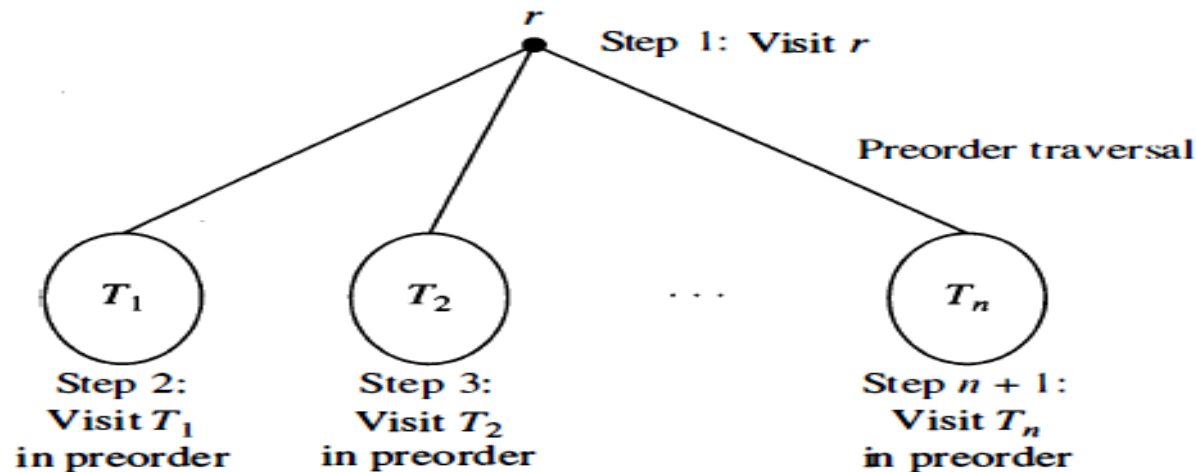 r
Step 1: Visit r
Preorder traversal
T₁
T₂
. . .
Tₙ
Step 2:
Visit T₁
in preorder
Step 3:
Visit T₂
in preorder
Step n + 1:
Visit Tₙ
in preorder